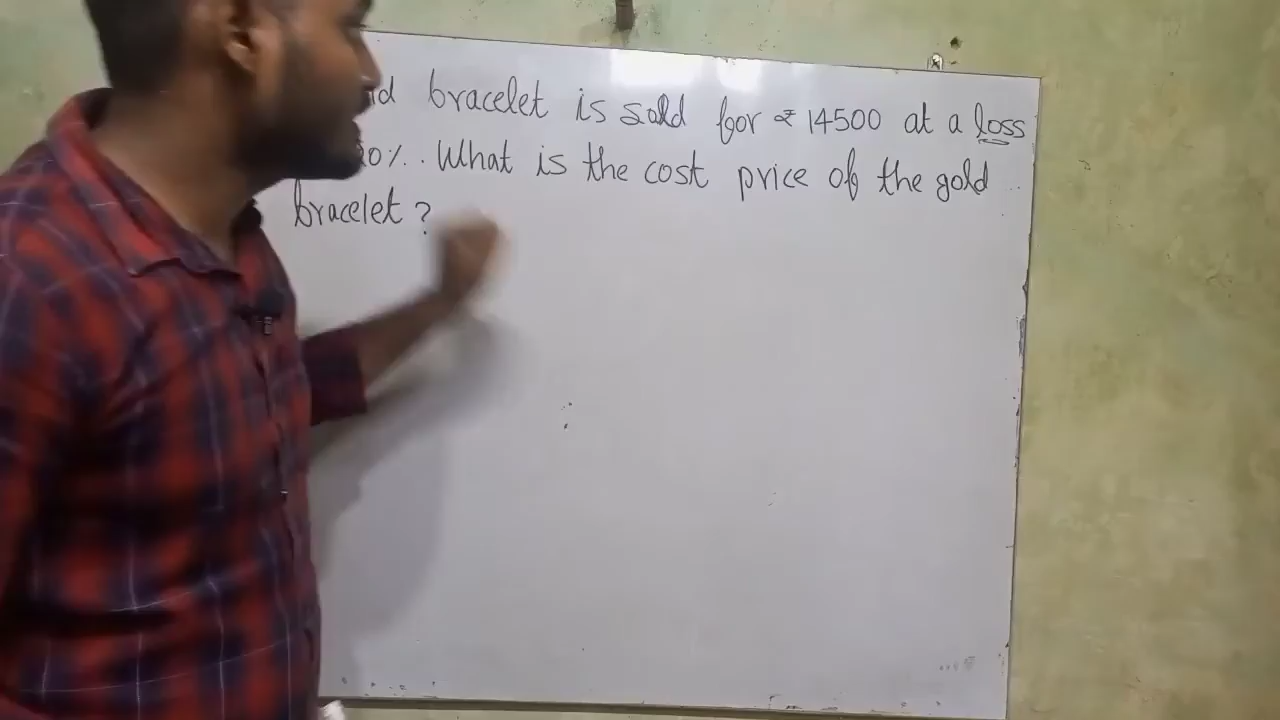 bracelet is sold for ₹ 14500 at a loss
0%. What is the cost price of the gold
bracelet ?